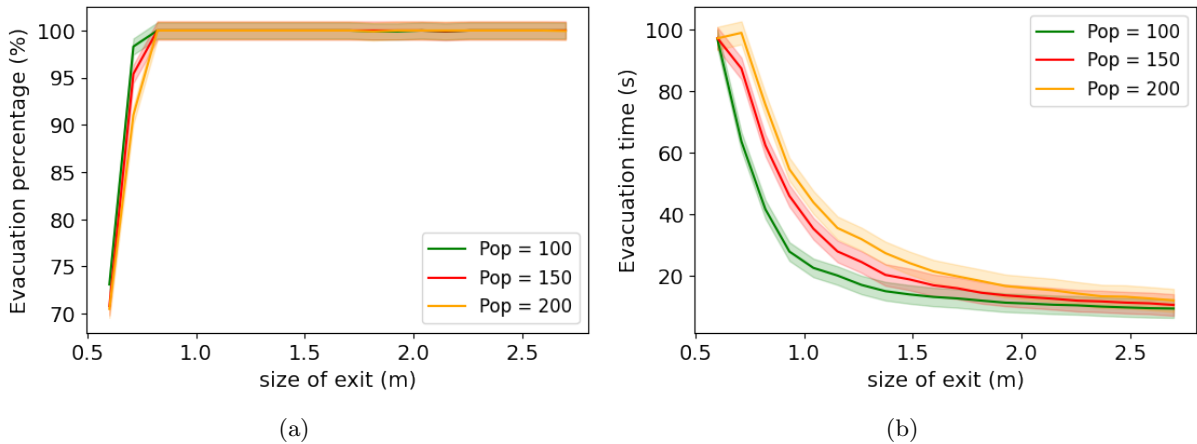 Evacuation percentage (%)
100
95
90
85
80
75
70
0.5 1.0 1.5 2.0 2.5
size of exit (m)
Pop = 100
Pop = 150
Pop = 200
(a)
Evacuation time (s)
100
80
60
40
20
0.5 1.0 1.5 2.0 2.5
size of exit (m)
Pop = 100
Pop = 150
Pop = 200
(b)